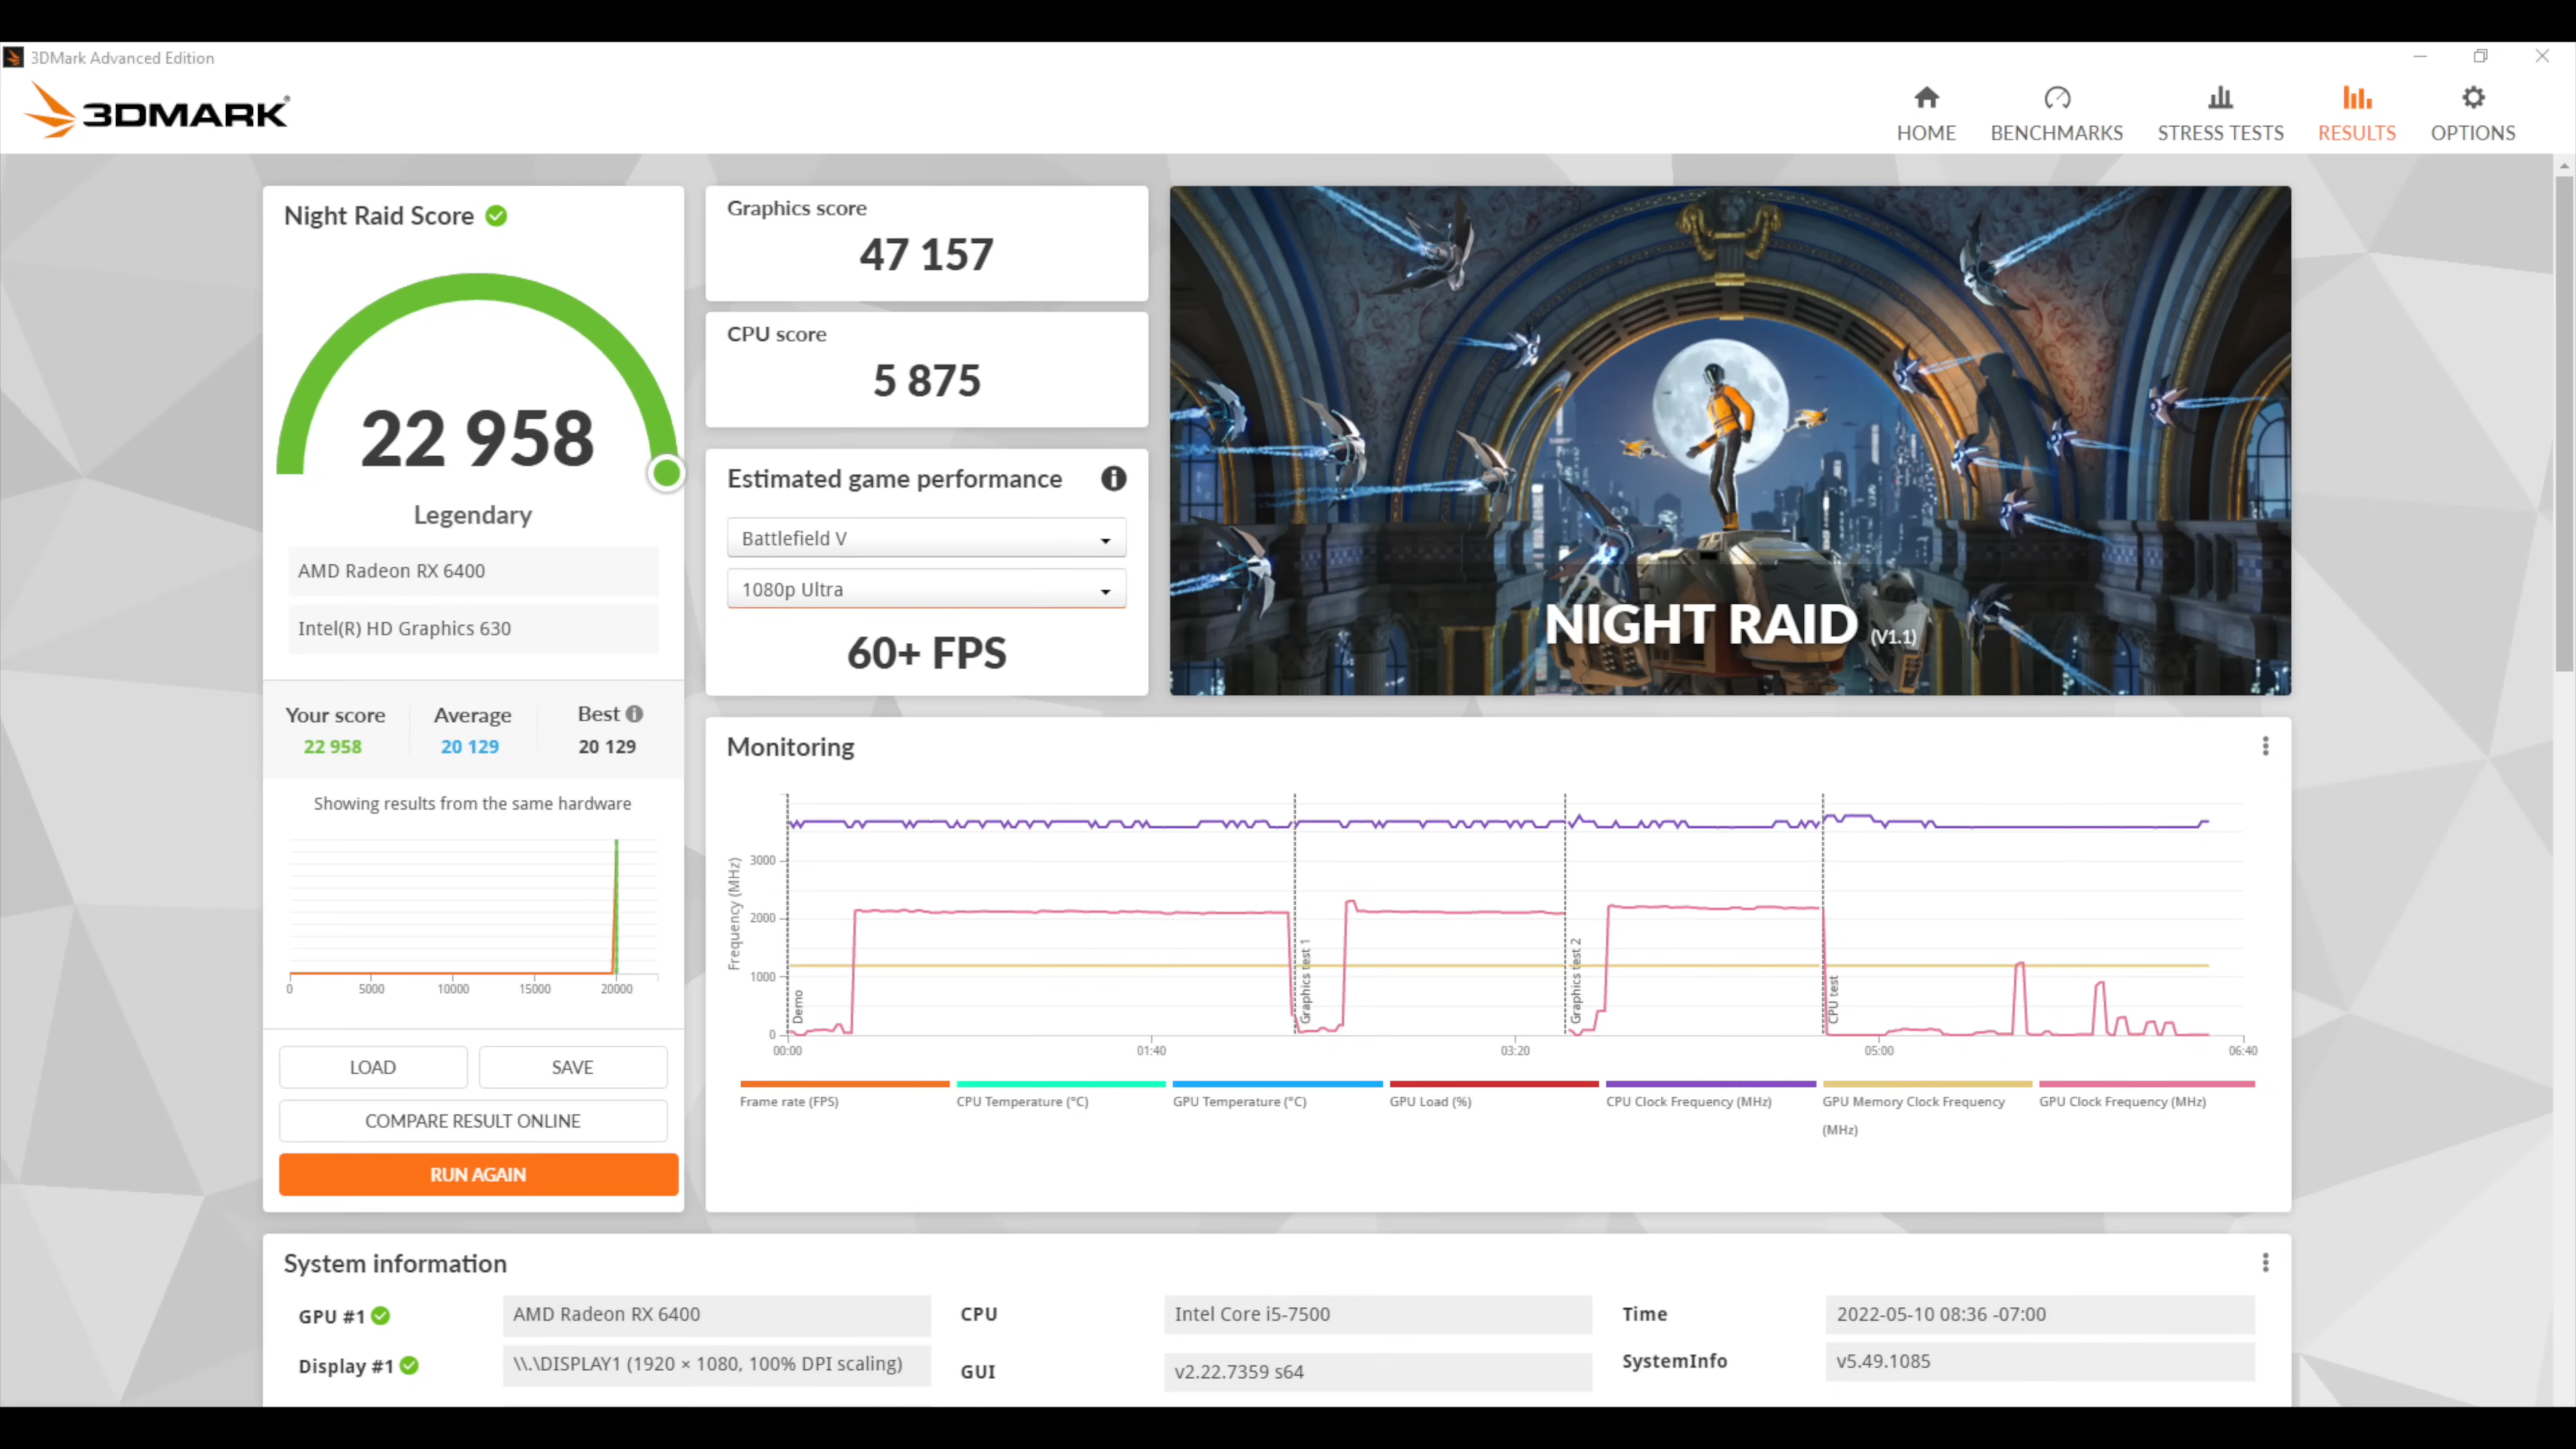 3DMark Advanced Edition
3DMARK®
HOME
BENCHMARKS
STRESS TESTS
RESULTS
OPTIONS
Night Raid Score
22 958
Legendary
AMD Radeon RX 6400
Intel(R) HD Graphics 630
Your score
Average
Best
22 958
20 129
20 129
Showing results from the same hardware
0
5000
10000
15000
20000
LOAD
SAVE
COMPARE RESULT ONLINE
RUN AGAIN
Graphics score
47 157
CPU score
5 875
Estimated game performance
Battlefield V
1080p Ultra
60+ FPS
NIGHT RAID (V1.1)
Monitoring
Frequency (MHz)
3000
2000
1000
0
Demo
Graphics test 1
Graphics test 2
CPU test
00:00
01:40
03:20
05:00
06:40
Frame rate (FPS)
CPU Temperature (°C)
GPU Temperature (°C)
GPU Load (%)
CPU Clock Frequency (MHz)
GPU Memory Clock Frequency
(MHz)
GPU Clock Frequency (MHz)
System information
GPU #1
AMD Radeon RX 6400
CPU
Intel Core i5-7500
Time
2022-05-10 08:36 -07:00
Display #1
\\.\DISPLAY1 (1920 × 1080, 100% DPI scaling)
GUI
v2.22.7359 s64
SystemInfo
v5.49.1085